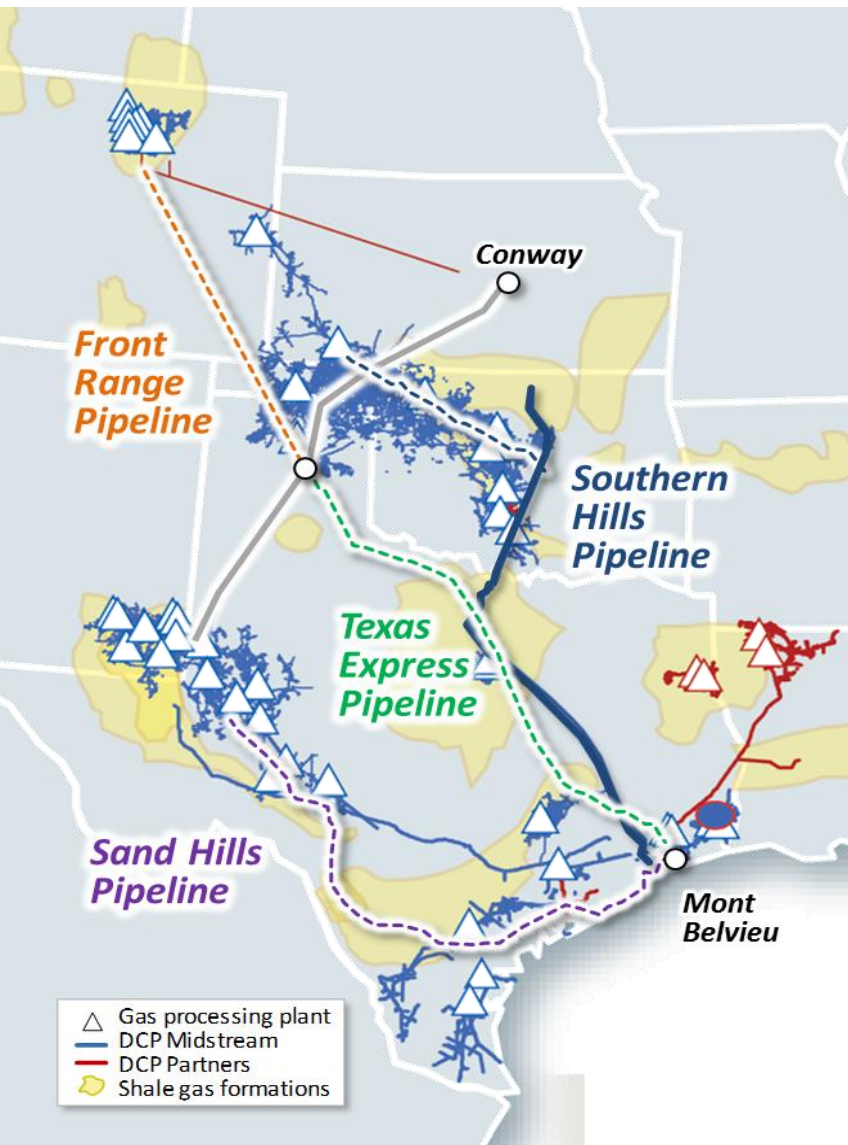 Conway
Front
Range
Pipeline
Southern
Hills
Pipeline
Texas
Express
Pipeline
Sand Hills
Pipeline
Mont
Belvieu
Gas processing plant
DCP Midstream
DCP Partners
Shale gas formations